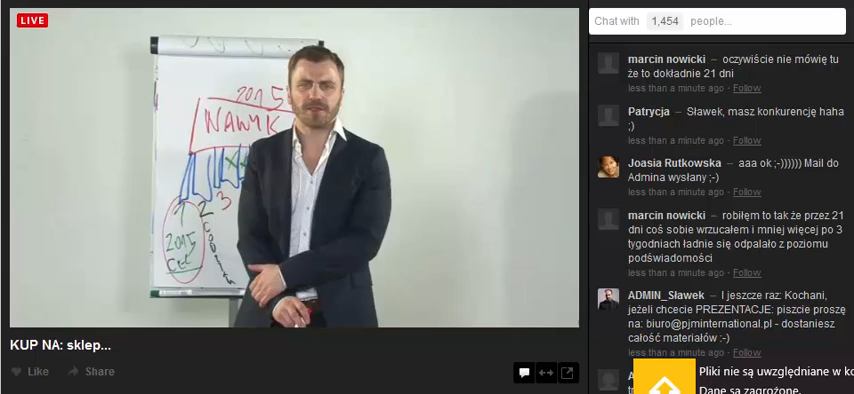 LIVE
2015
NAWYK
1
2
3
2015
CEL
CODZIEN
KUP NA: sklep...
Like
Share
Chat with 1,454 people...
marcin nowicki – oczywiście nie mówię tu
że to dokładnie 21 dni
less than a minute ago · Follow
Patrycja – Sławek, masz konkurencję haha
;)
less than a minute ago · Follow
Joasia Rutkowska – aaa ok ;-)))))) Mail do
Admina wysłany ;-)
less than a minute ago · Follow
marcin nowicki – robiłem to tak że przez 21
dni coś sobie wrzucałem i mniej więcej po 3
tygodniach ładnie się odpalało z poziomu
podświadomości
less than a minute ago · Follow
ADMIN_Sławek – I jeszcze raz: Kochani,
jeżeli chcecie PREZENTACJE: piszcie proszę
na: biuro@pjminternational.pl - dostaniesz
całość materiałów :-)
less than a minute ago · Follow
Pliki nie są uwzględniane w ko
Dane są zagrożone.